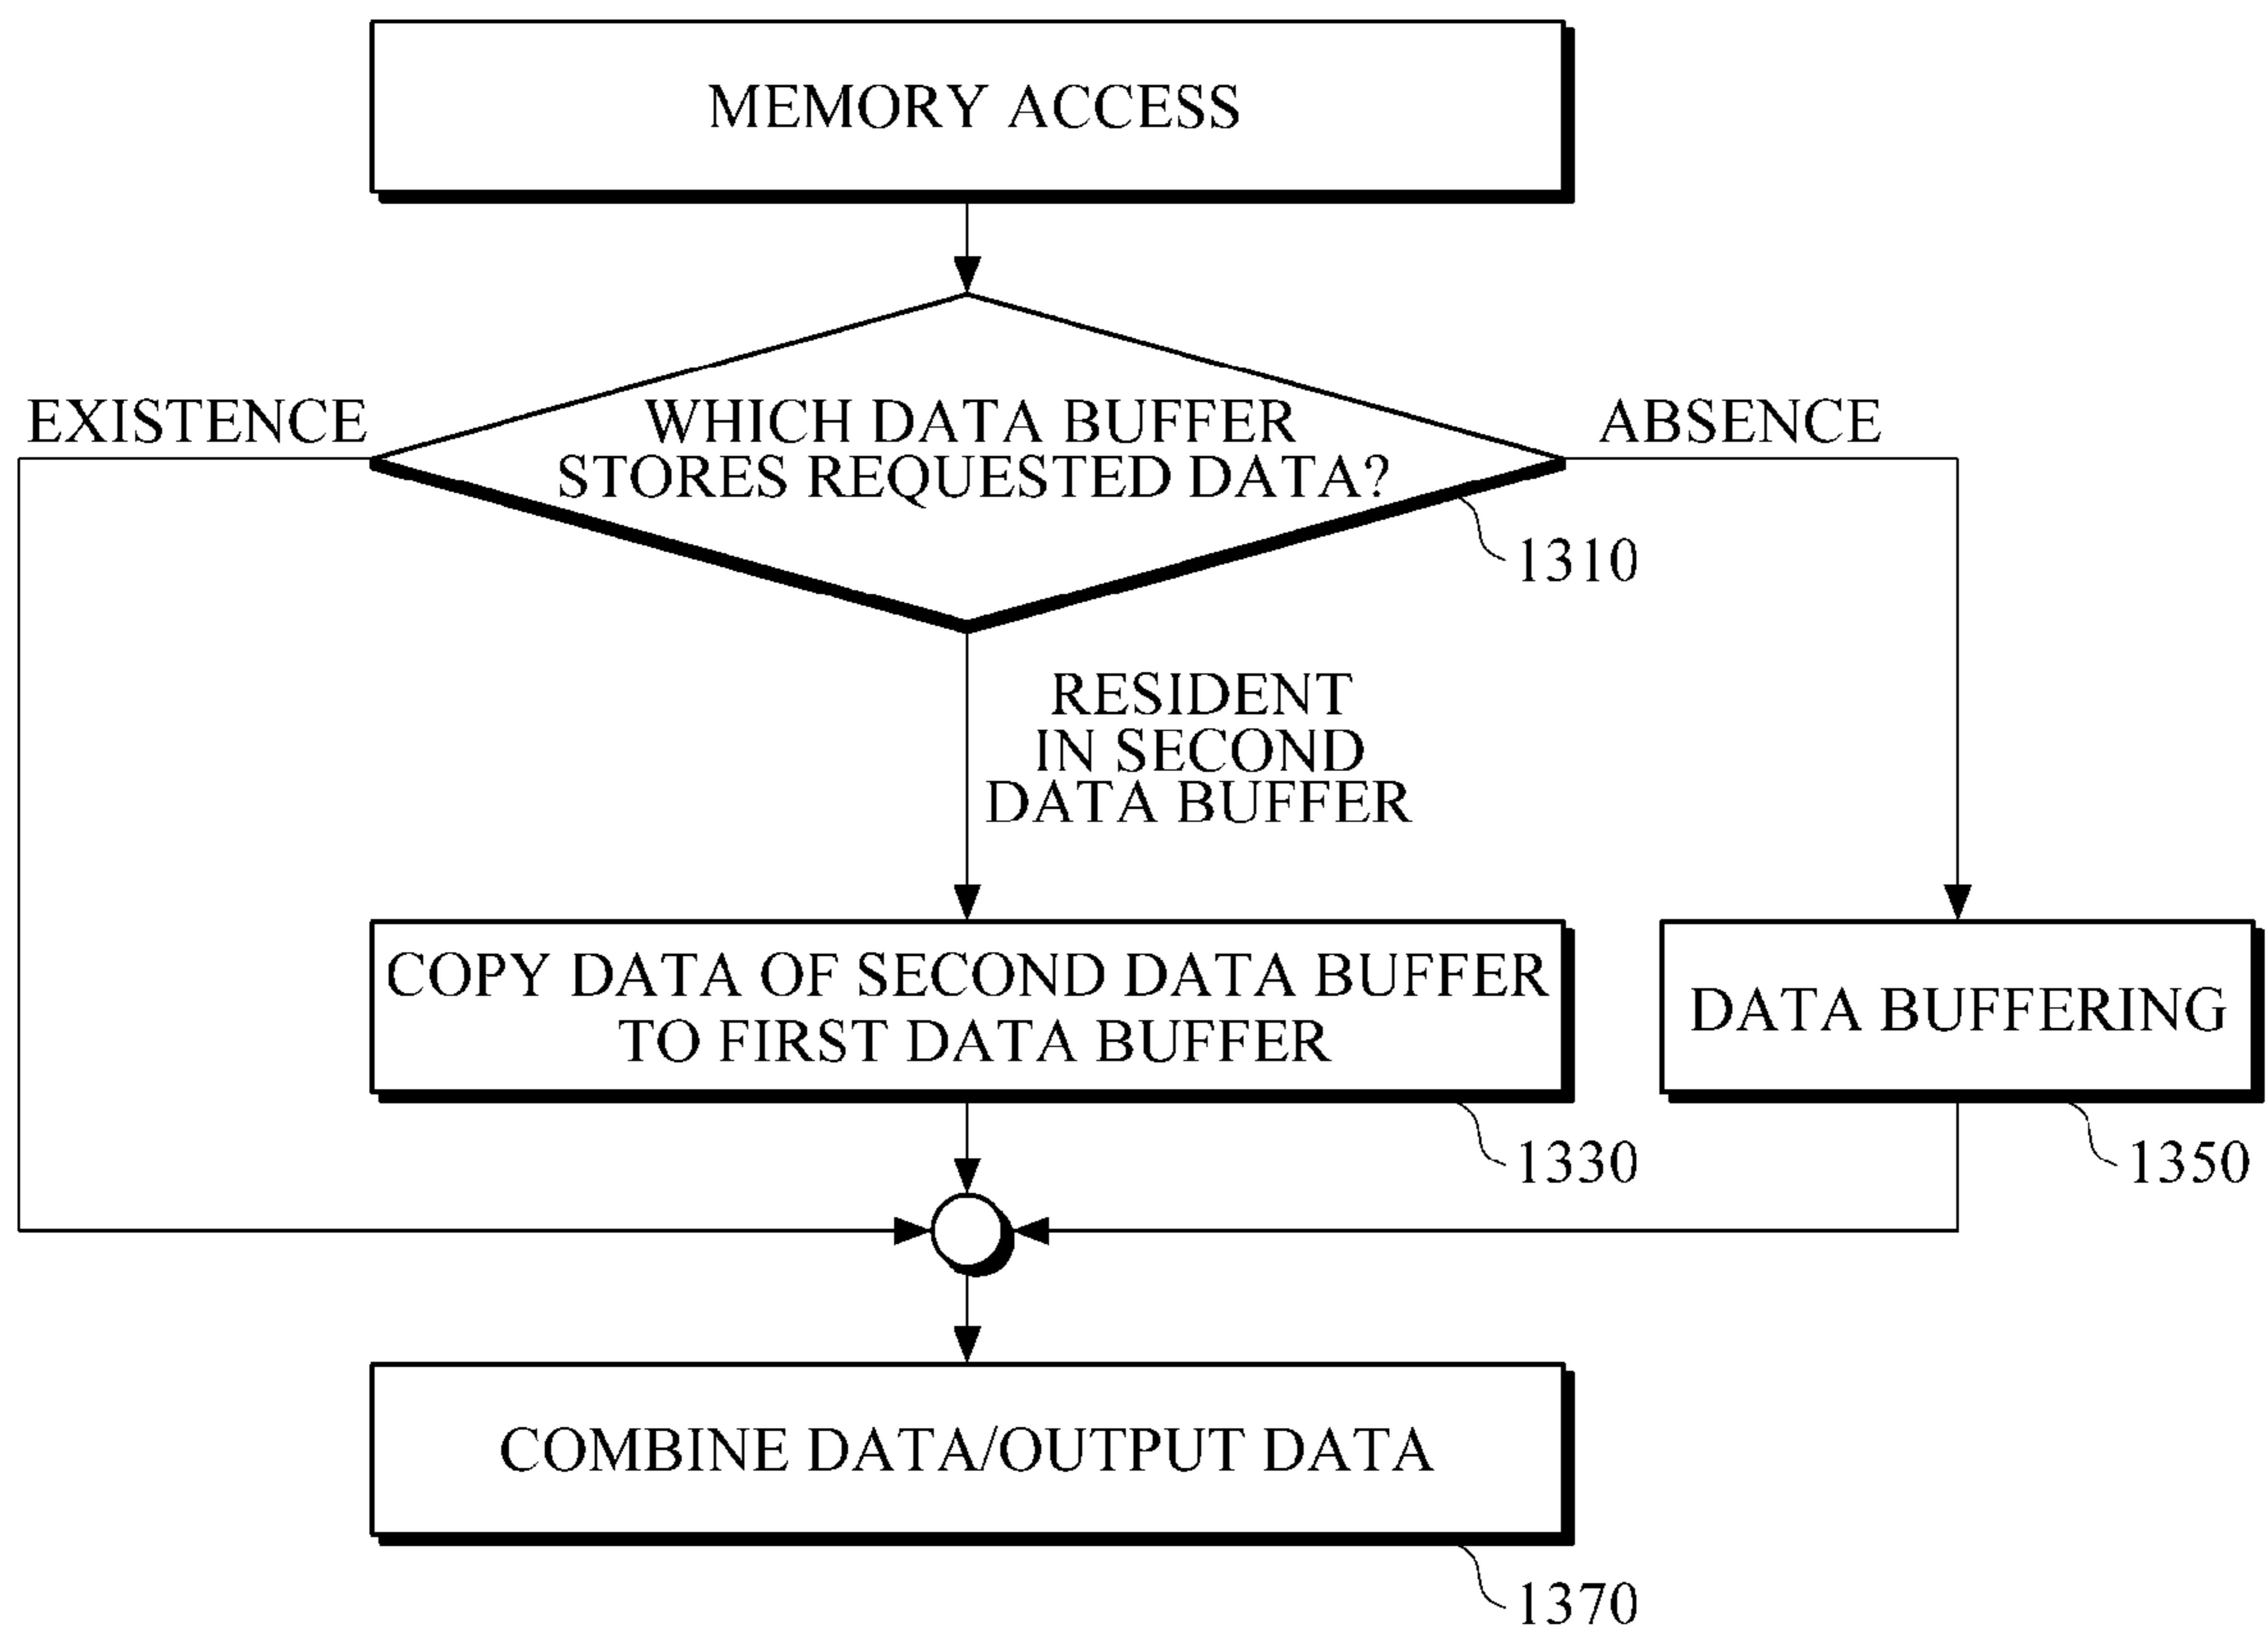 MEMORY ACCESS
EXISTENCE
WHICH DATA BUFFER
STORES REQUESTED DATA?
ABSENCE
1310
RESIDENT
IN SECOND
DATA BUFFER
COPY DATA OF SECOND DATA BUFFER
TO FIRST DATA BUFFER
DATA BUFFERING
1330
1350
COMBINE DATA/OUTPUT DATA
1370